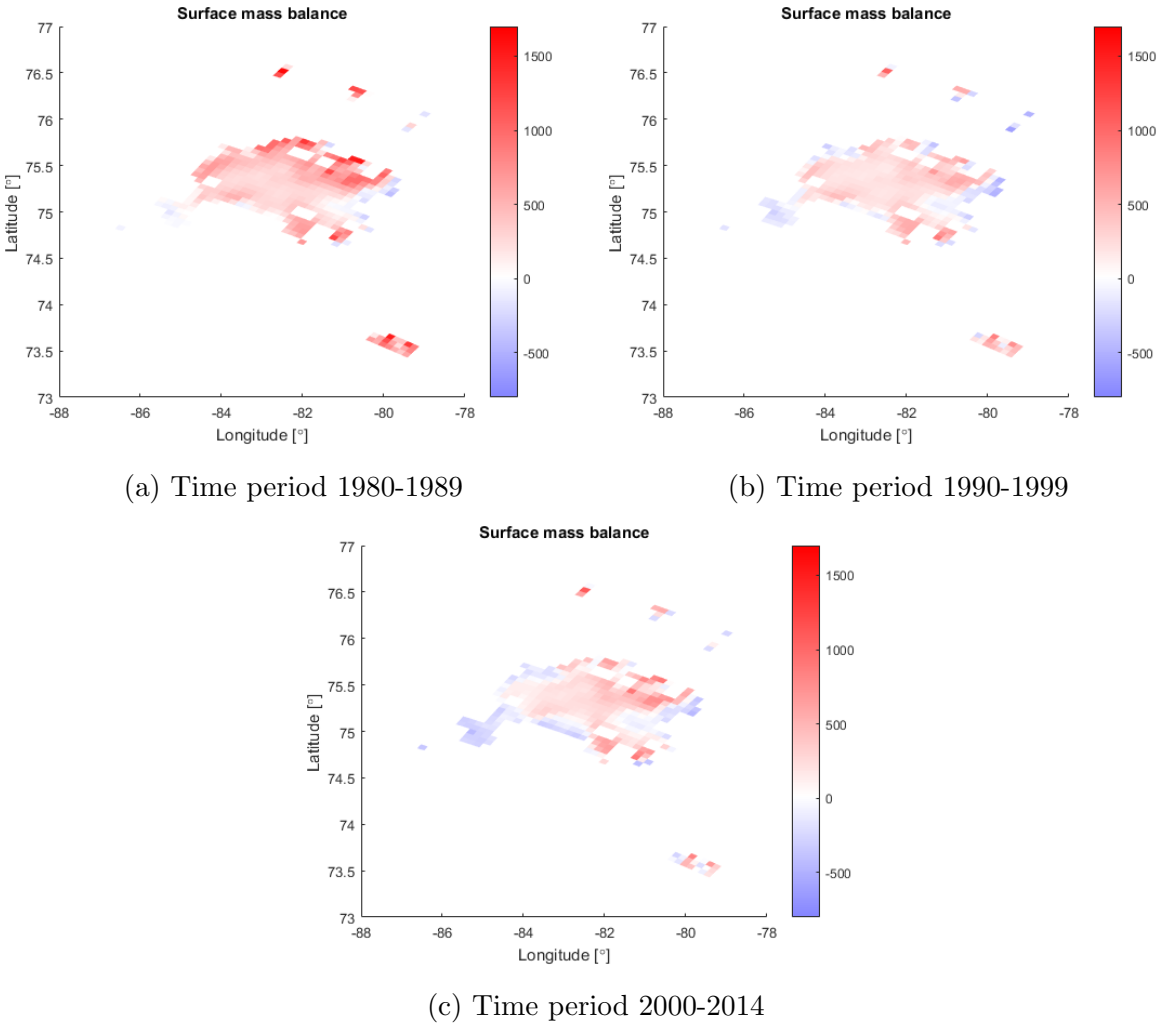 Surface mass balance
77
76.5
76
75.5
75
74.5
74
73.5
73
Latitude [°]
-88 -86 -84 -82 -80 -78
Longitude [°]
1500
1000
500
0
-500
(a) Time period 1980-1989
Surface mass balance
77
76.5
76
75.5
75
74.5
74
73.5
73
Latitude [°]
-88 -86 -84 -82 -80 -78
Longitude [°]
1500
1000
500
0
-500
(b) Time period 1990-1999
Surface mass balance
77
76.5
76
75.5
75
74.5
74
73.5
73
Latitude [°]
-88 -86 -84 -82 -80 -78
Longitude [°]
1500
1000
500
0
-500
(c) Time period 2000-2014